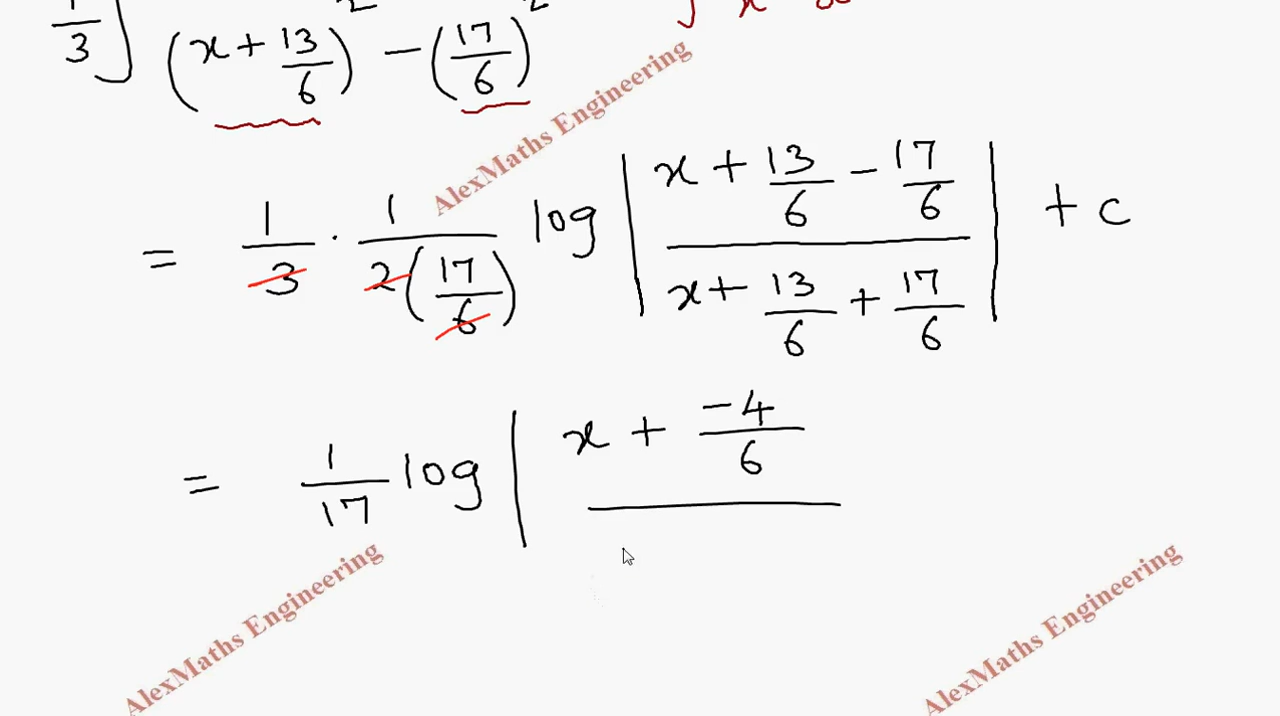 1/3 ∫ (x + 13/6)² − (17/6)² ∫ x
= 1/3 · 1/2(17/6) log | x + 13/6 − 17/6 / x + 13/6 + 17/6 | + c
= 1/17 log | x + −4/6
AlexMaths Engineering
AlexMaths Engineering
AlexMaths Engineering